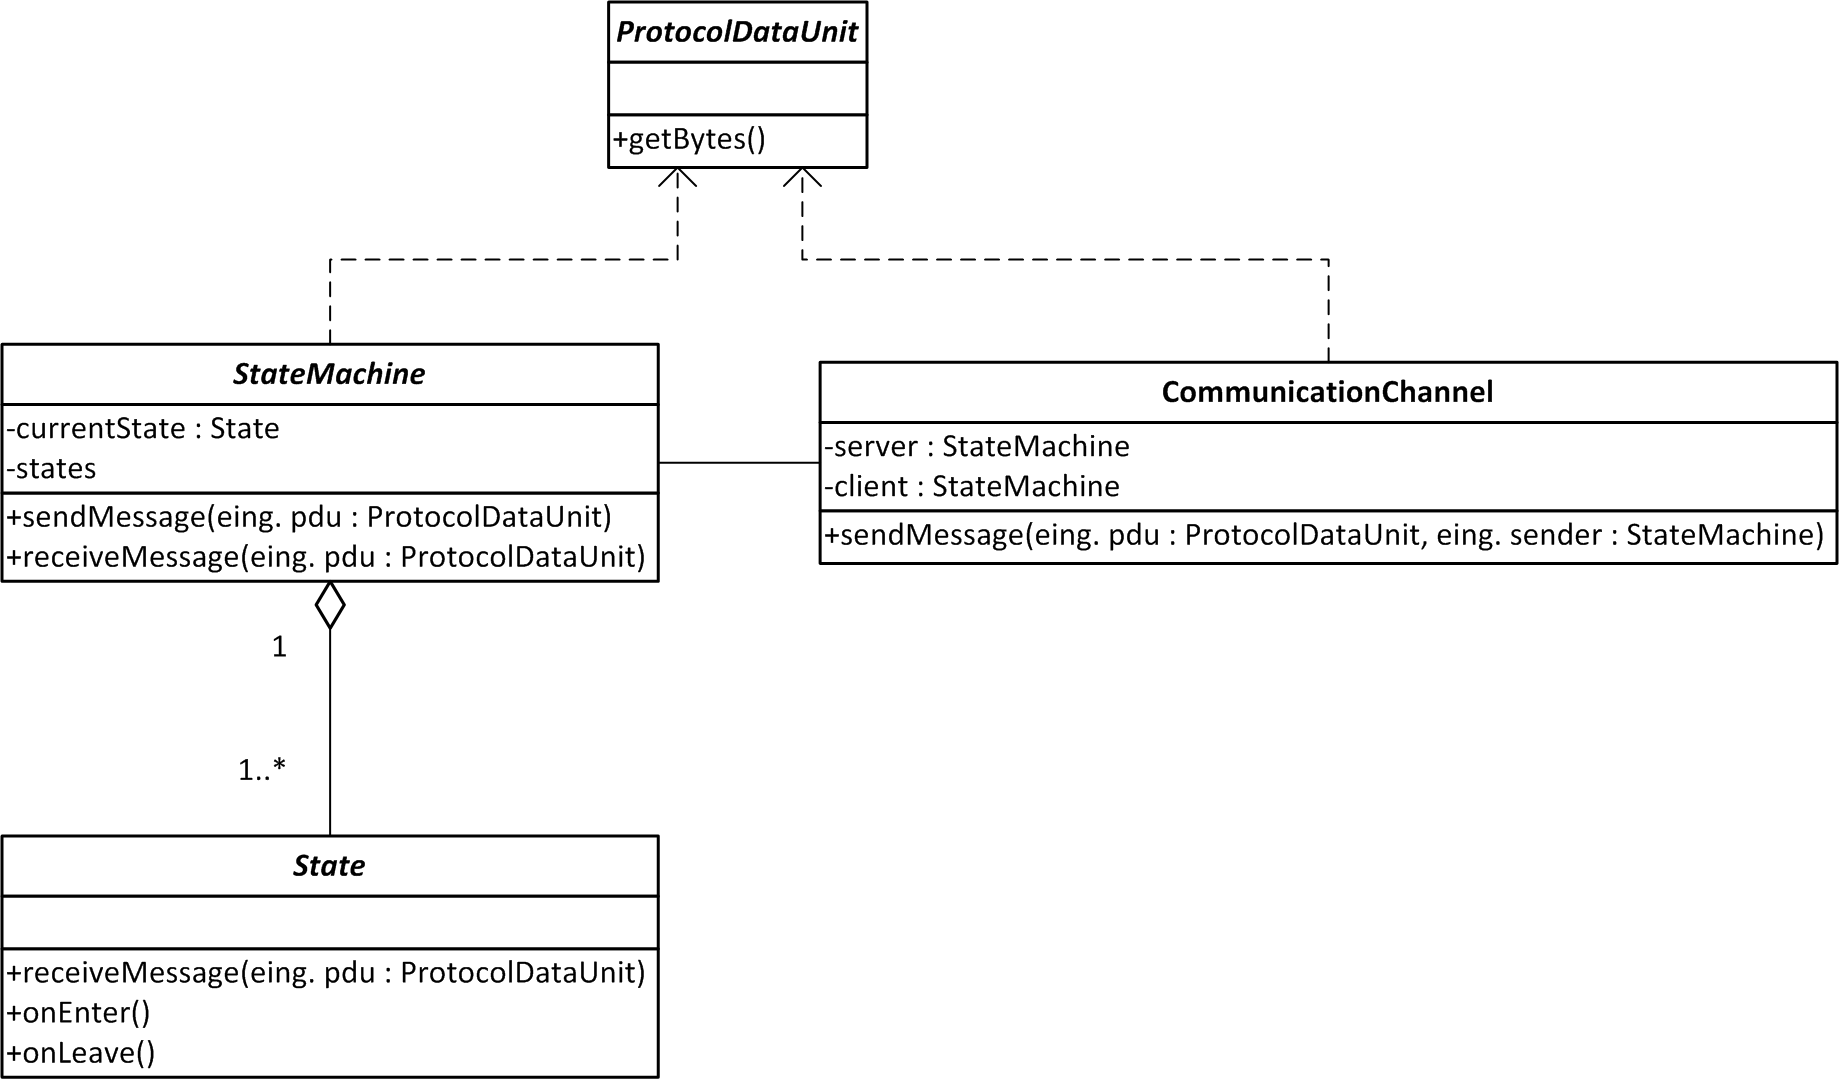 ProtocolDataUnit
+getBytes()
StateMachine
-currentState : State
-states
+sendMessage(eing. pdu : ProtocolDataUnit)
+receiveMessage(eing. pdu : ProtocolDataUnit)
CommunicationChannel
-server : StateMachine
-client : StateMachine
+sendMessage(eing. pdu : ProtocolDataUnit, eing. sender : StateMachine)
1
1..*
State
+receiveMessage(eing. pdu : ProtocolDataUnit)
+onEnter()
+onLeave()